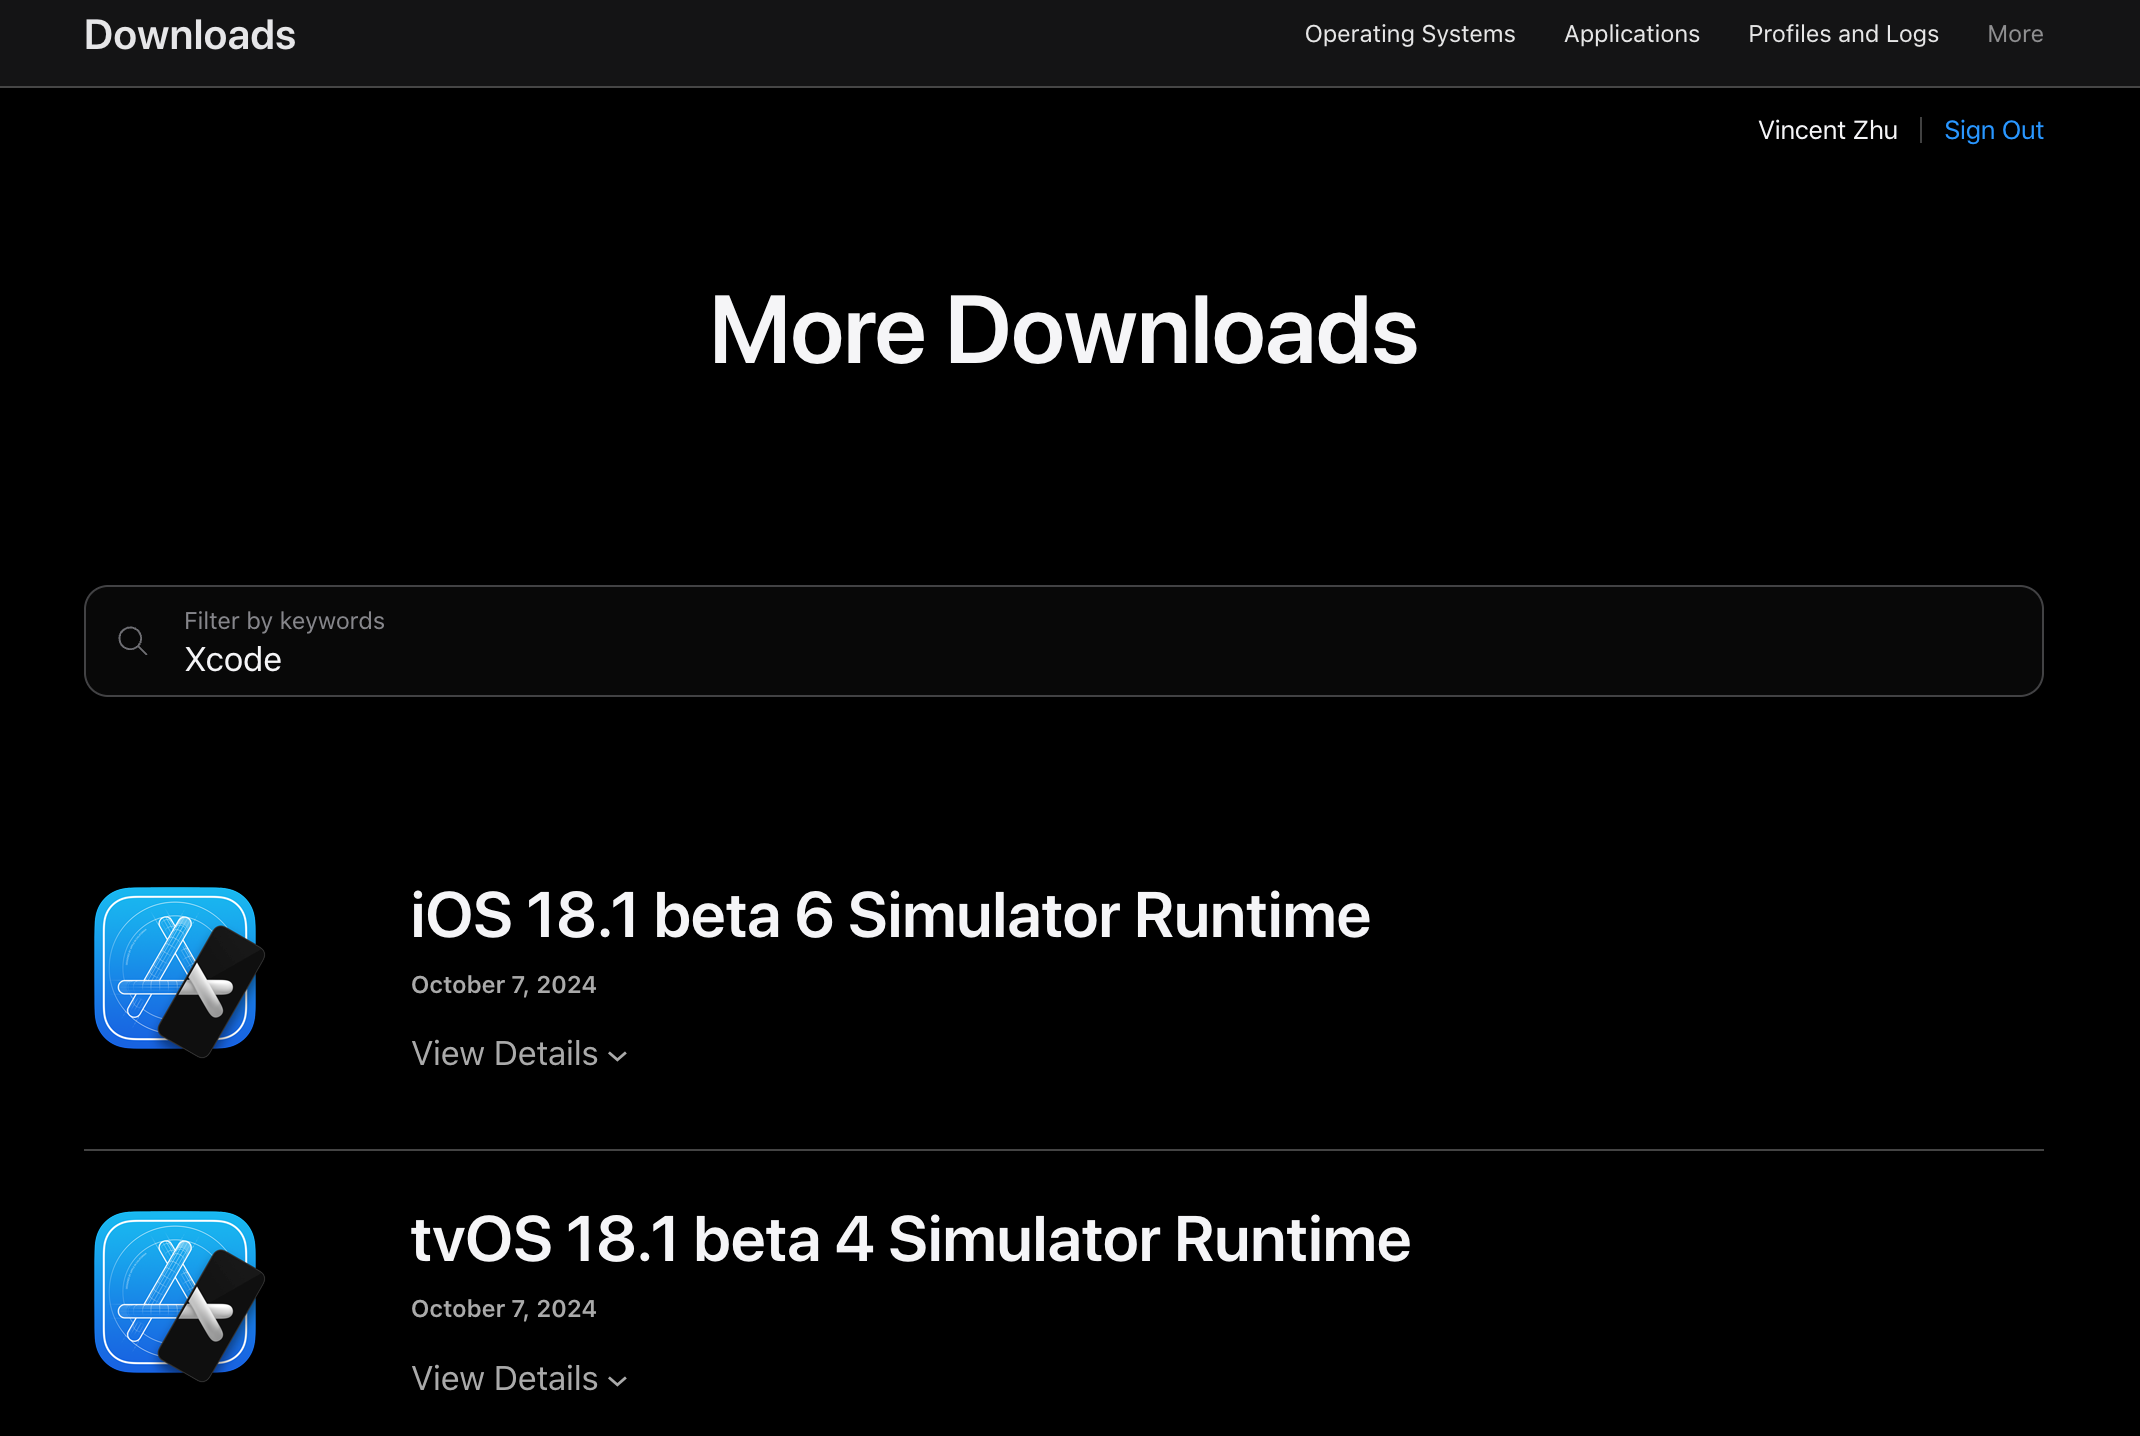 Downloads
Operating Systems Applications Profiles and Logs More
Vincent Zhu Sign Out
More Downloads
Filter by keywords
Xcode
iOS 18.1 beta 6 Simulator Runtime
October 7, 2024
View Details
tvOS 18.1 beta 4 Simulator Runtime
October 7, 2024
View Details